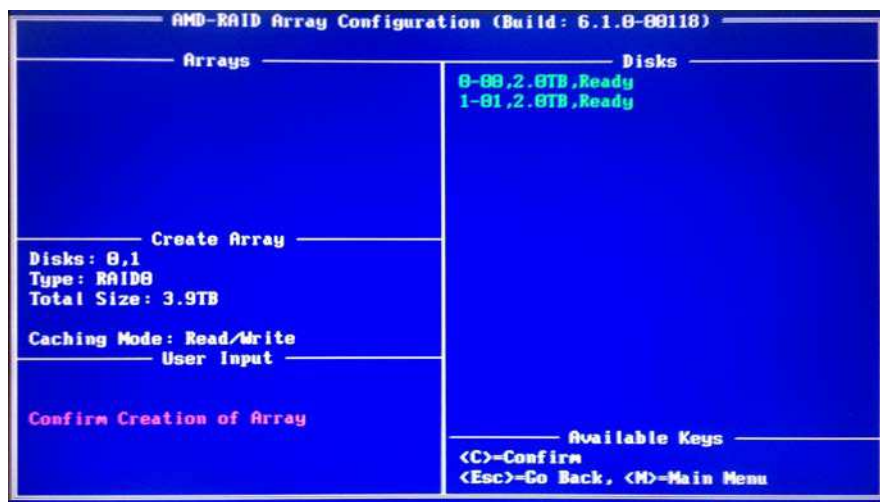 AMD-RAID Array Configuration (Build: 6.1.0-00118)
Arrays
Disks
0-00,2.0TB,Ready
1-01,2.0TB,Ready
Create Array
Disks: 0,1
Type: RAID0
Total Size: 3.9TB
Caching Mode: Read/Write
User Input
Confirm Creation of Array
Available Keys
<C>=Confirm
<Esc>=Go Back, <M>=Main Menu